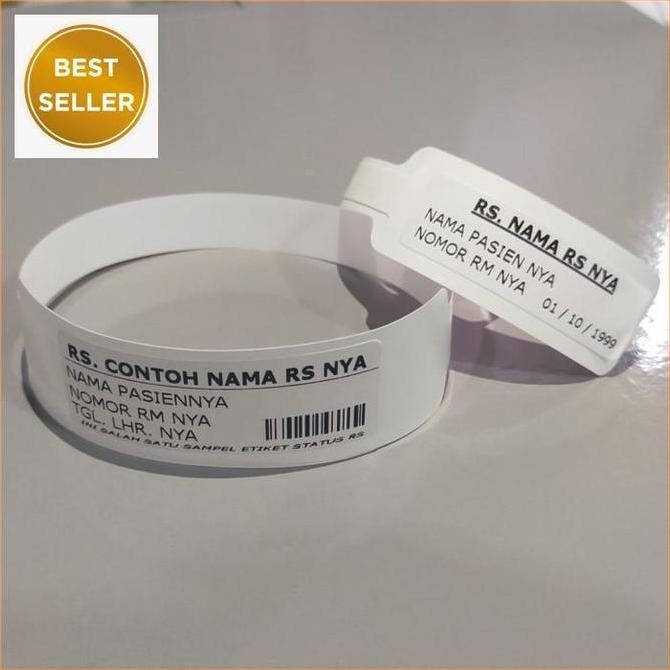 BEST
SELLER
RS. NAMA RS NYA
NAMA PASIEN NYA
NOMOR RM NYA
01 / 10 / 1999
RS. CONTOH NAMA RS NYA
NAMA PASIENNYA
NOMOR RM NYA
TGL. LHR. NYA
INI SALAH SATU SAMPEL ETIKET STATUS RS